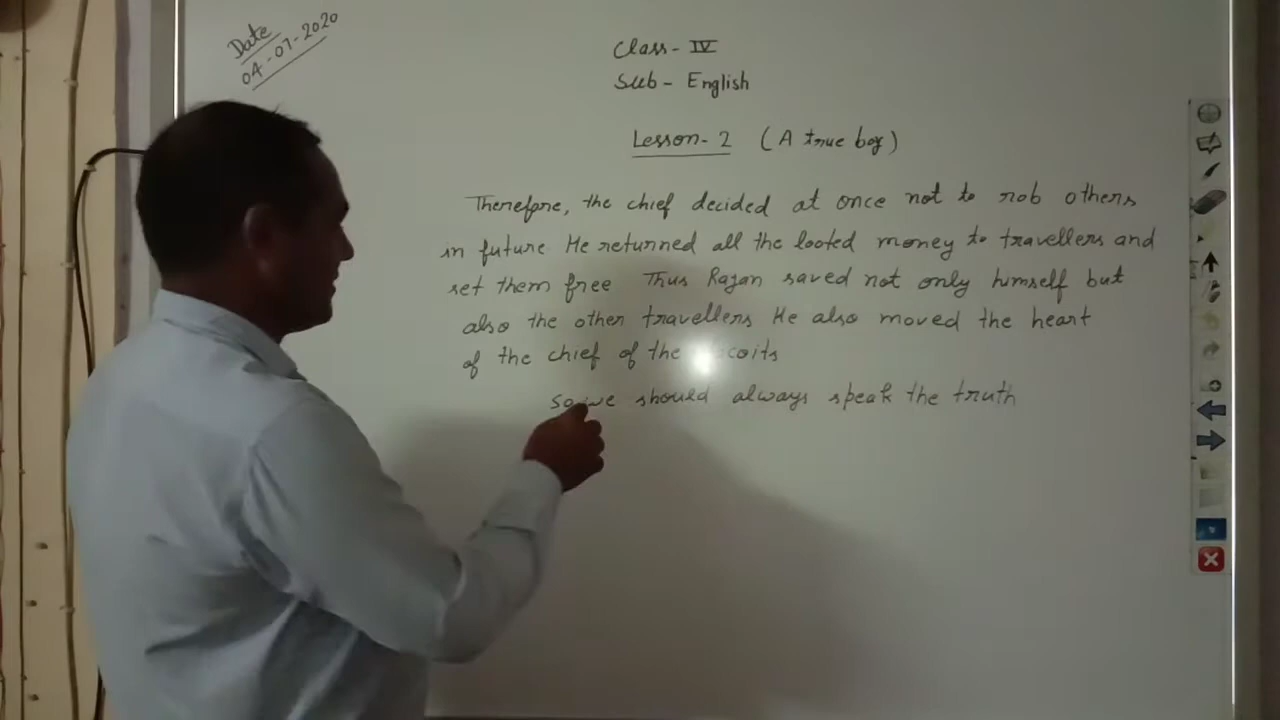 Date
04-07-2020
Class- IV
Sub- English
Lesson- 2 (A true boy)
Therefore, the chief decided at once not to rob others
in future He returned all the looted money to travellers and
set them free Thus Rajan saved not only himself but
also the other travellers He also moved the heart
of the chief of the
so we should always speak the truth